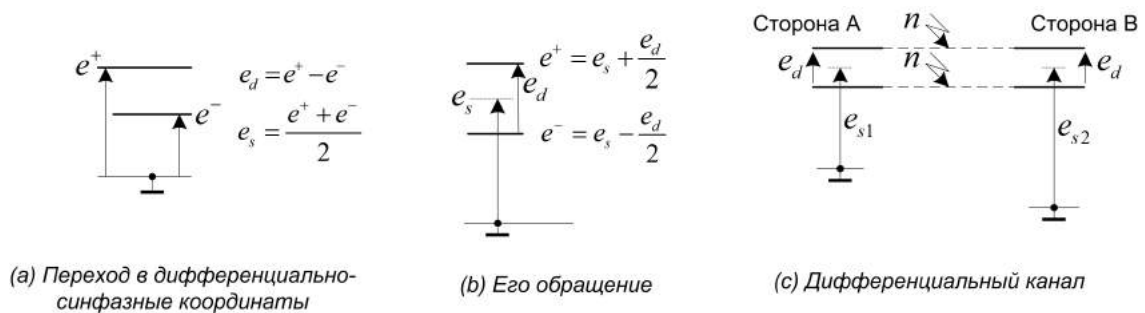 e⁺
e⁻
e_d = e⁺ − e⁻
e_s = (e⁺ + e⁻) / 2
(a) Переход в дифференциально-
синфазные координаты
e_s
e_d
e⁺ = e_s + e_d / 2
e⁻ = e_s − e_d / 2
(b) Его обращение
Сторона A
n
Сторона B
e_d
n
e_d
e_s1
e_s2
(c) Дифференциальный канал